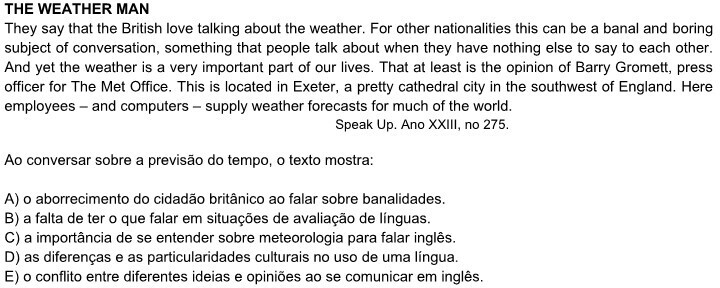 THE WEATHER MAN
They say that the British love talking about the weather. For other nationalities this can be a banal and boring
subject of conversation, something that people talk about when they have nothing else to say to each other.
And yet the weather is a very important part of our lives. That at least is the opinion of Barry Gromett, press
officer for The Met Office. This is located in Exeter, a pretty cathedral city in the southwest of England. Here
employees – and computers – supply weather forecasts for much of the world.
Speak Up. Ano XXIII, no 275.
Ao conversar sobre a previsão do tempo, o texto mostra:
A) o aborrecimento do cidadão britânico ao falar sobre banalidades.
B) a falta de ter o que falar em situações de avaliação de línguas.
C) a importância de se entender sobre meteorologia para falar inglês.
D) as diferenças e as particularidades culturais no uso de uma língua.
E) o conflito entre diferentes ideias e opiniões ao se comunicar em inglês.